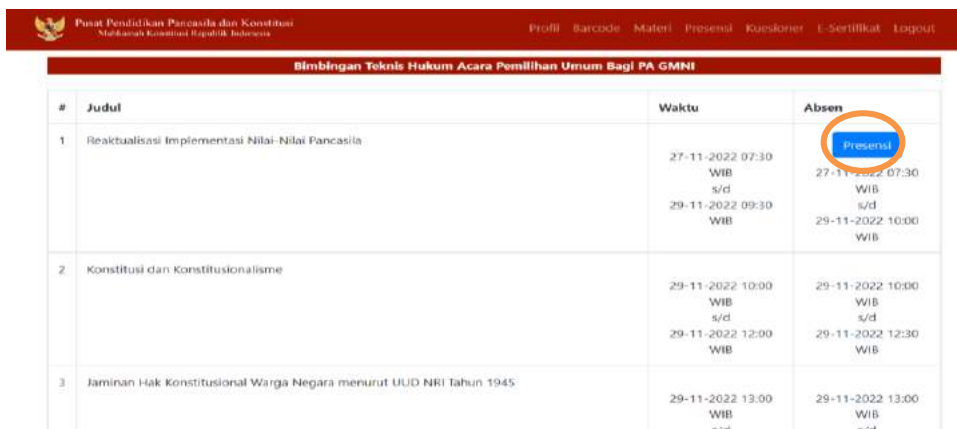 Pusat Pendidikan Pancasila dan Konstitusi
Mahkamah Konstitusi Republik Indonesia
Profil Barcode Materi Presensi Kuesioner E-Sertifikat Logout
Bimbingan Teknis Hukum Acara Pemilihan Umum Bagi PA GMNI
# Judul Waktu Absen
1 Reaktualisasi Implementasi Nilai-Nilai Pancasila
27-11-2022 07:30
WIB
s/d
29-11-2022 09:30
WIB
Presensi
27-11-2022 07:30
WIB
s/d
29-11-2022 10:00
WIB
2 Konstitusi dan Konstitusionalisme
29-11-2022 10:00
WIB
s/d
29-11-2022 12:00
WIB
29-11-2022 10:00
WIB
s/d
29-11-2022 12:30
WIB
3 Jaminan Hak Konstitusional Warga Negara menurut UUD NRI Tahun 1945
29-11-2022 13:00
WIB
29-11-2022 13:00
WIB